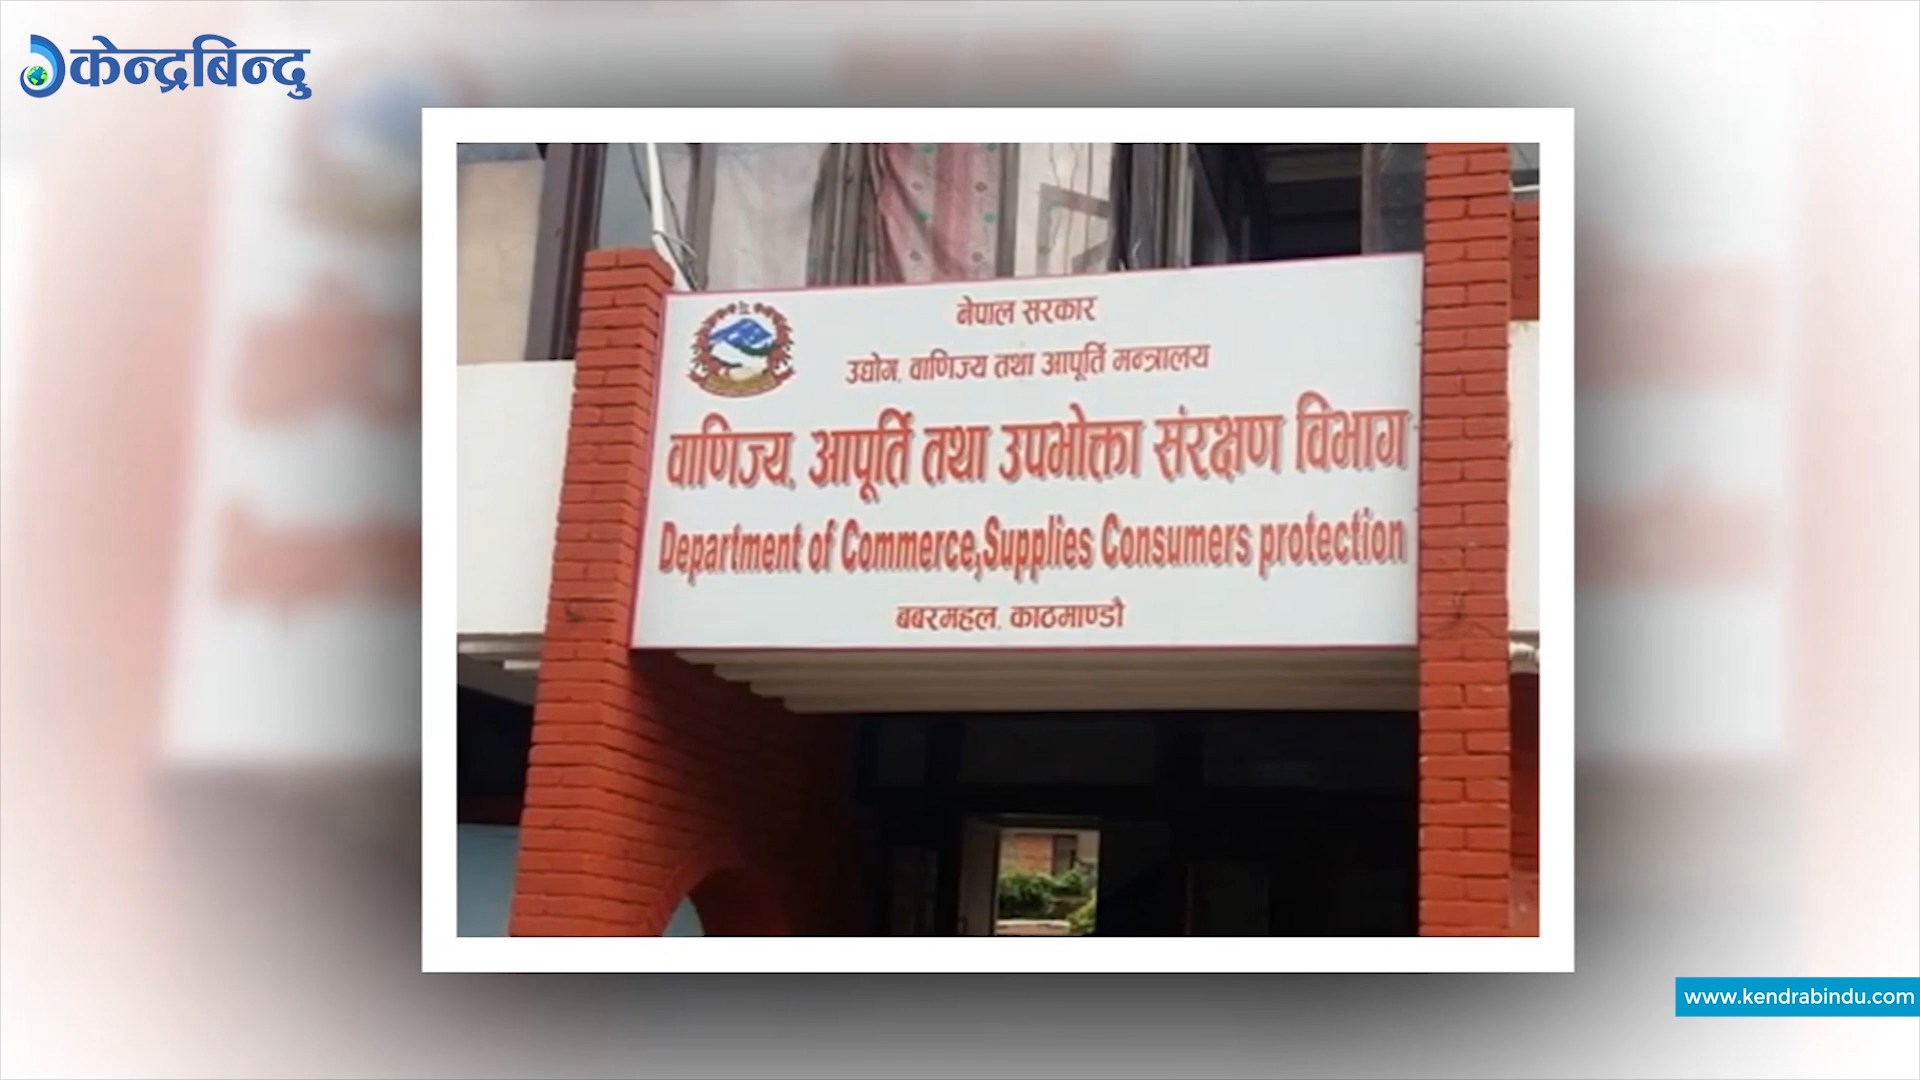 केन्द्रबिन्दु
नेपाल सरकार
उद्योग, वाणिज्य तथा आपूर्ति मन्त्रालय
वाणिज्य, आपूर्ति तथा उपभोक्ता संरक्षण विभाग
Department of Commerce,Supplies Consumers protection
बबरमहल, काठमाण्डौ
www.kendrabindu.com